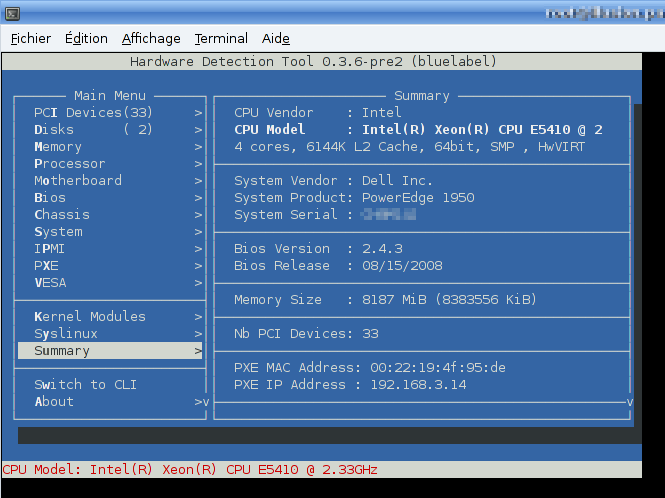 Fichier Édition Affichage Terminal Aide
Hardware Detection Tool 0.3.6-pre2 (bluelabel)
Main Menu
PCI Devices(33) >
Disks ( 2) >
Memory >
Processor >
Motherboard >
Bios >
Chassis >
System >
IPMI >
PXE >
VESA >
Kernel Modules >
Syslinux >
Summary >
Switch to CLI
About >v
Summary
CPU Vendor : Intel
CPU Model : Intel(R) Xeon(R) CPU E5410 @ 2
4 cores, 6144K L2 Cache, 64bit, SMP , HwVIRT
System Vendor : Dell Inc.
System Product: PowerEdge 1950
System Serial :
Bios Version : 2.4.3
Bios Release : 08/15/2008
Memory Size : 8187 MiB (8383556 KiB)
Nb PCI Devices: 33
PXE MAC Address: 00:22:19:4f:95:de
PXE IP Address : 192.168.3.14
v
CPU Model: Intel(R) Xeon(R) CPU E5410 @ 2.33GHz